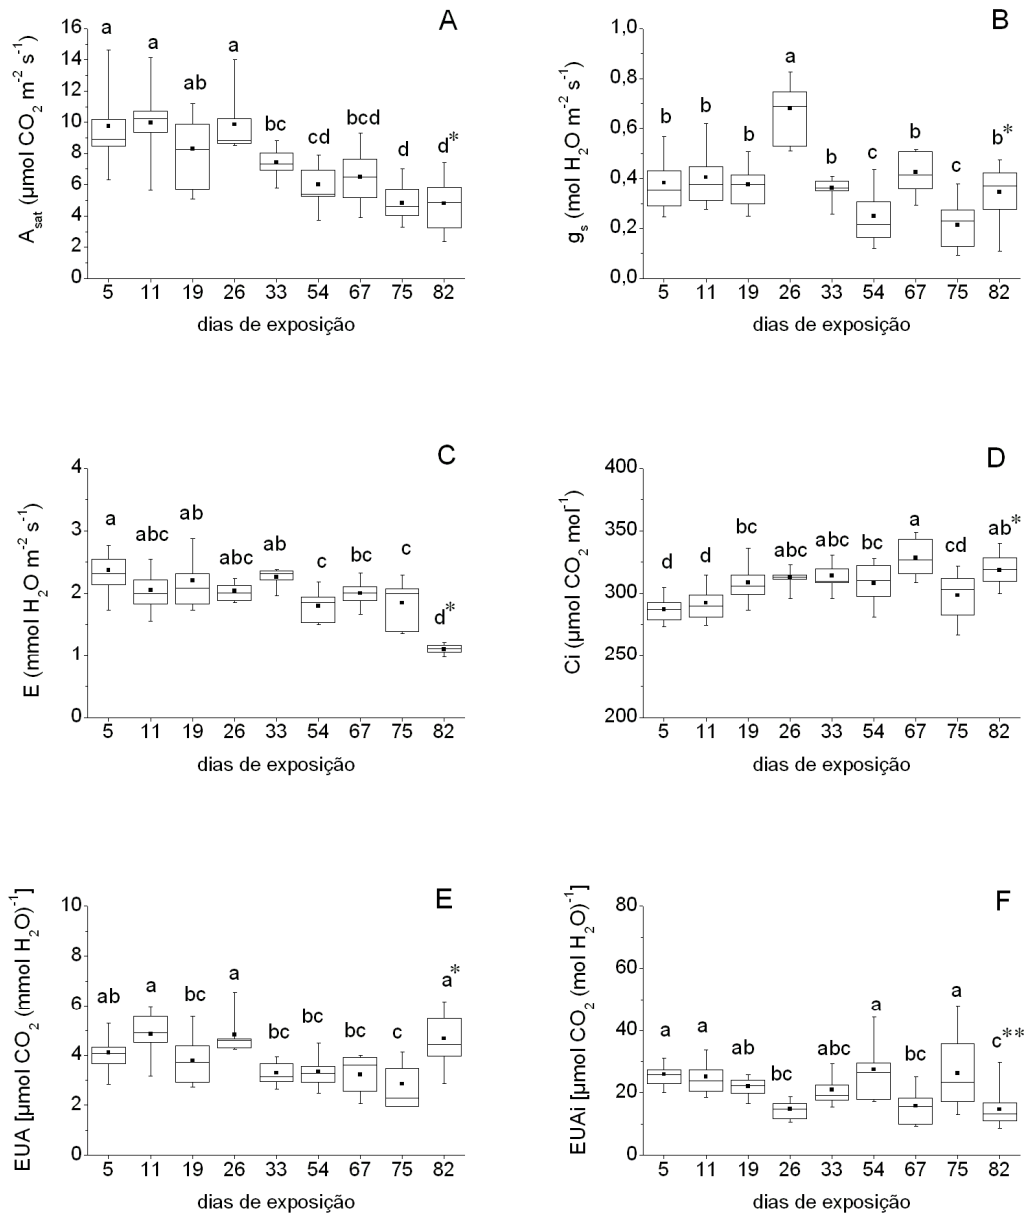 A
A_sat (µmol CO₂ m⁻² s⁻¹)
16
14
12
10
8
6
4
2
0
a a ab a bc cd bcd d d*
5 11 19 26 33 54 67 75 82
dias de exposição
B
g_s (mol H₂O m⁻² s⁻¹)
1,0
0,8
0,6
0,4
0,2
0,0
b b b a b c b c b*
5 11 19 26 33 54 67 75 82
dias de exposição
C
E (mmol H₂O m⁻² s⁻¹)
4
3
2
1
0
a abc ab abc ab c bc c d*
5 11 19 26 33 54 67 75 82
dias de exposição
D
Ci (µmol CO₂ mol⁻¹)
400
350
300
250
200
d d bc abc abc bc a cd ab*
5 11 19 26 33 54 67 75 82
dias de exposição
E
EUA [µmol CO₂ (mmol H₂O)⁻¹]
10
8
6
4
2
0
ab a bc a bc bc bc c a*
5 11 19 26 33 54 67 75 82
dias de exposição
F
EUAi [µmol CO₂ (mol H₂O)⁻¹]
80
60
40
20
0
a a ab bc abc a bc a c**
5 11 19 26 33 54 67 75 82
dias de exposição